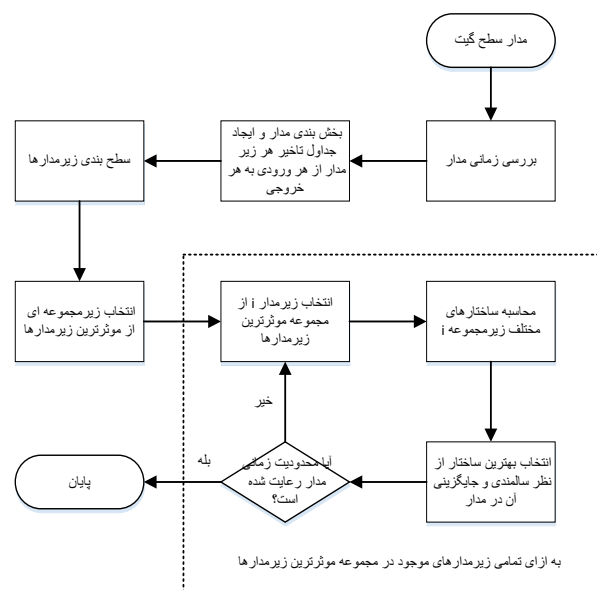 مدار سطح گیت
بررسی زمانی مدار
بخش بندی مدار و ایجاد
جداول تاخیر هر زیر
مدار از هر ورودی به هر
خروجی
سطح بندی زیرمدارها
انتخاب زیرمجموعه ای
از موثرترین زیرمدارها
انتخاب زیرمدار i از
مجموعه موثرترین
زیرمدارها
محاسبه ساختارهای
مختلف زیرمجموعه i
انتخاب بهترین ساختار از
نظر سالمندی و جایگزینی
آن در مدار
آیا محدودیت زمانی
مدار رعایت شده
است؟
خیر
بله
پایان
به ازای تمامی زیرمدارهای موجود در مجموعه موثرترین زیرمدارها